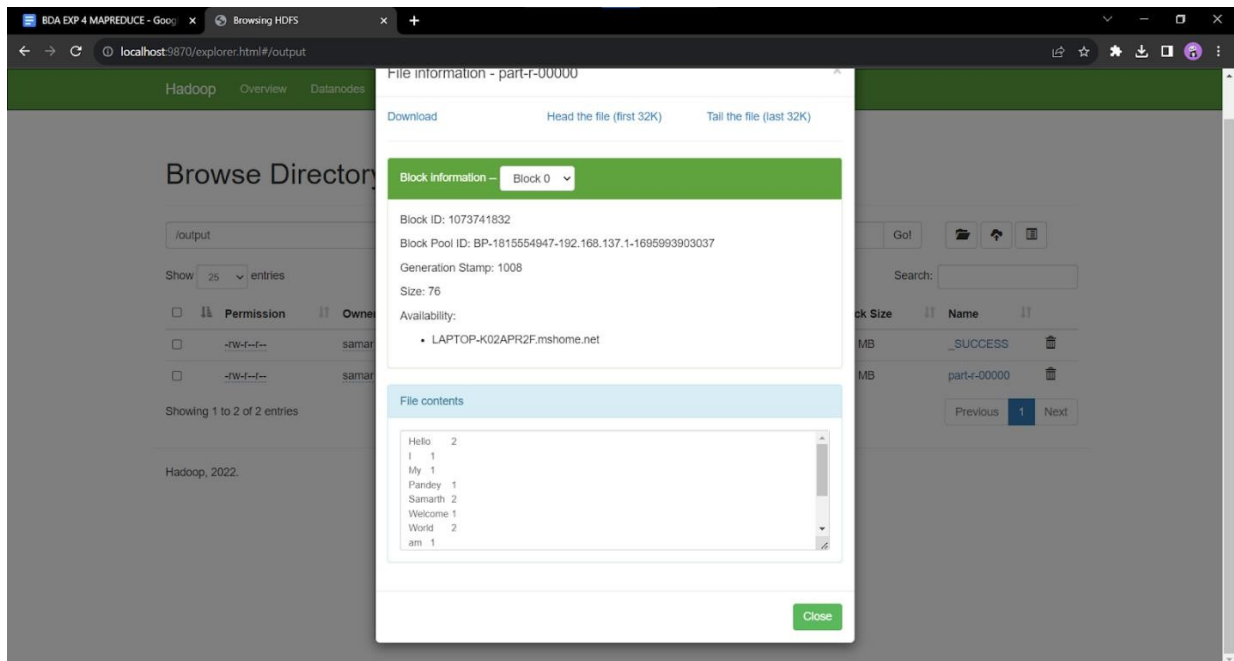 BDA EXP 4 MAPREDUCE - Goog
Browsing HDFS
localhost:9870/explorer.html#/output
File information - part-r-00000
Hadoop Overview Datanodes
Download Head the file (first 32K) Tail the file (last 32K)
Browse Directory
Block information -- Block 0
Block ID: 1073741832
/output
Go!
Block Pool ID: BP-1815554947-192.168.137.1-1695993903037
Generation Stamp: 1008
Show 25 entries
Search:
Size: 76
Permission Owner
ck Size Name
Availability:
LAPTOP-K02APR2F.mshome.net
-rw-r--r-- samar
MB _SUCCESS
-rw-r--r-- samar
MB part-r-00000
File contents
Showing 1 to 2 of 2 entries
Previous 1 Next
Hello 2
I 1
My 1
Pandey 1
Samarth 2
Welcome 1
World 2
am 1
Hadoop, 2022.
Close